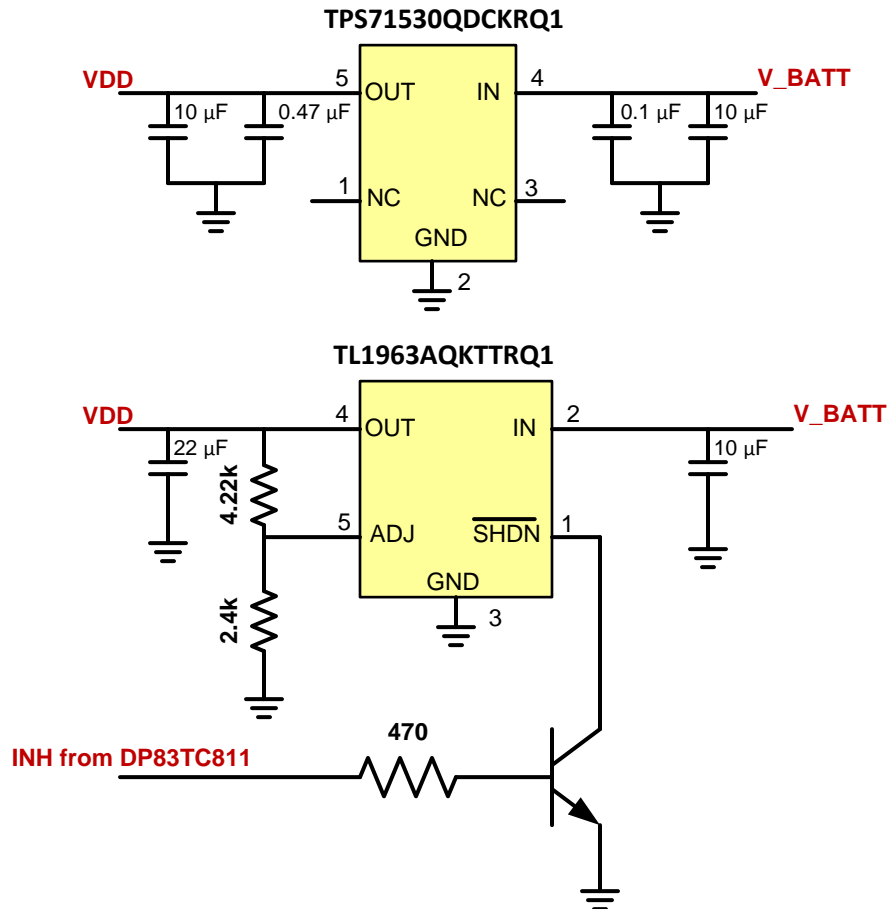 TPS71530QDCKRQ1
VDD
5
4
V_BATT
OUT
IN
10 µF
0.47 µF
0.1 µF
10 µF
1
NC
NC
3
GND
2
TL1963AQKTTRQ1
VDD
4
2
V_BATT
OUT
IN
22 µF
10 µF
4.22k
5
ADJ
SHDN
1
GND
3
2.4k
470
INH from DP83TC811